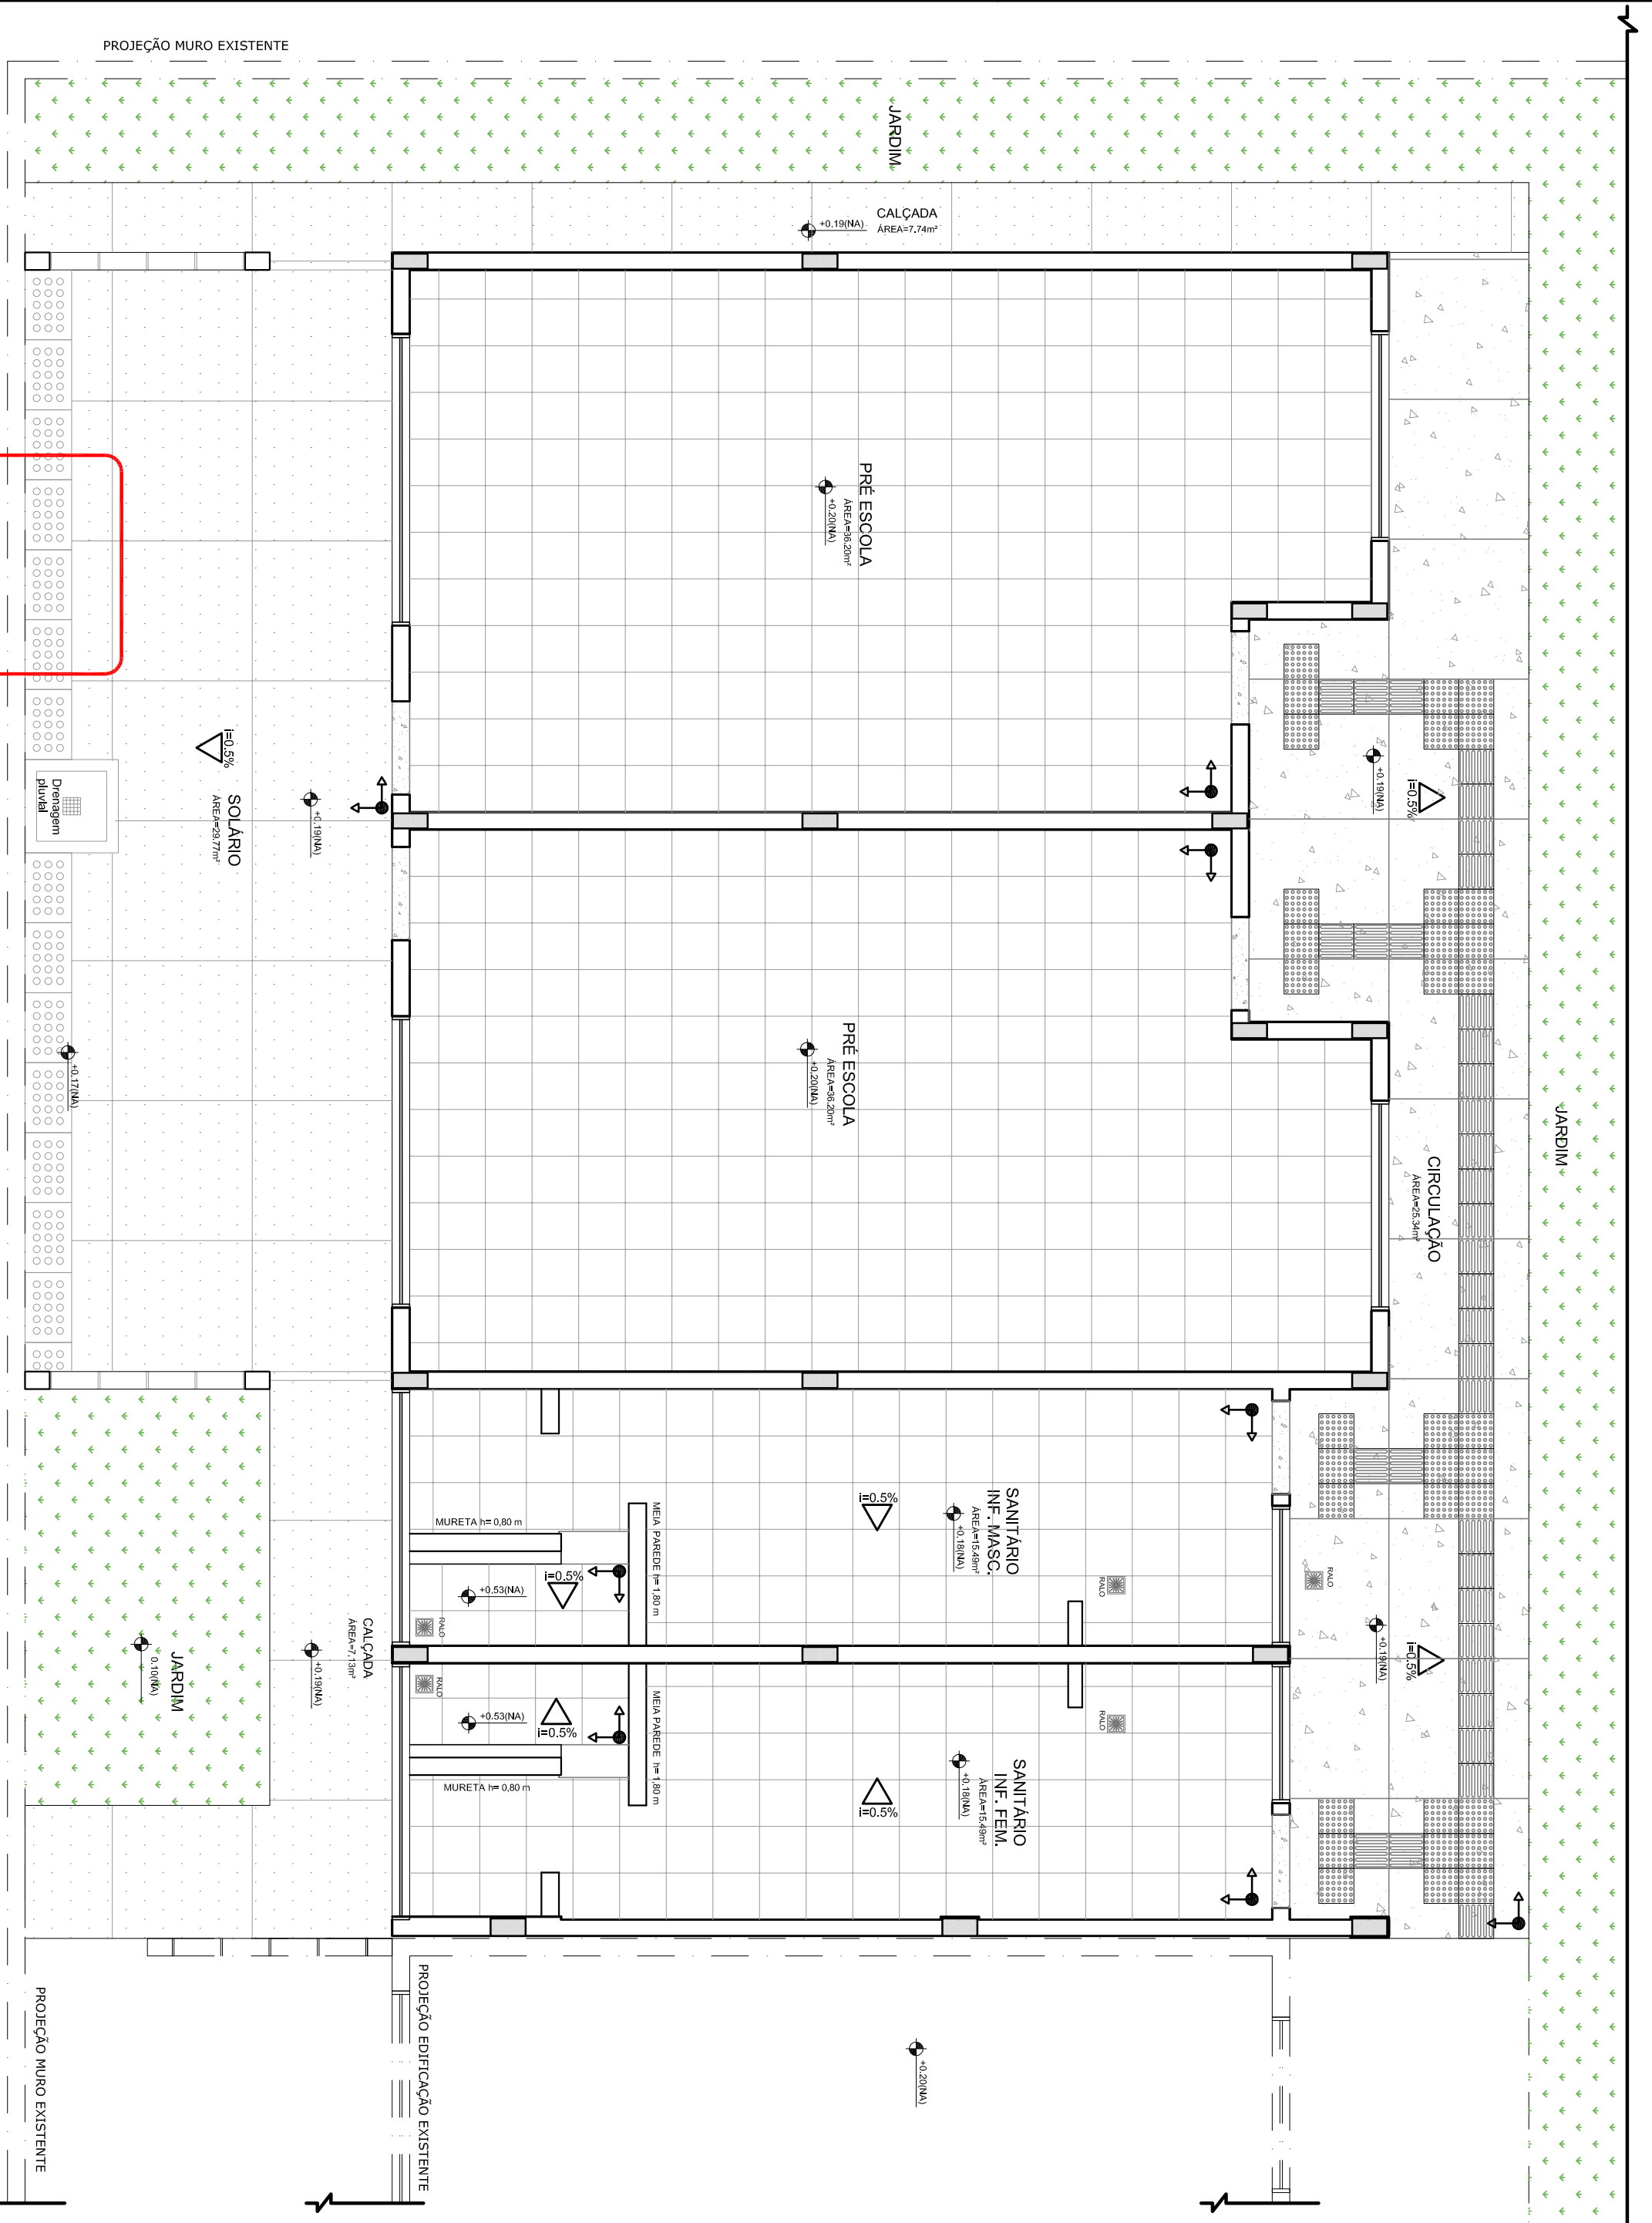 PROJEÇÃO MURO EXISTENTE
JARDIM
CALÇADA
ÁREA=7.74m²
+0.19(NA)
PRÉ ESCOLA
ÁREA=36.20m²
+0.20(NA)
i=0.5%
SOLÁRIO
ÁREA=29.77m²
+0.19(NA)
Drenagem
pluvial
+0.17(NA)
+0.19(NA)
i=0.5%
PRÉ ESCOLA
ÁREA=36.20m²
+0.20(NA)
JARDIM
CIRCULAÇÃO
ÁREA=25.34m²
SANITÁRIO
INF. MASC.
ÁREA=15.49m²
+0.18(NA)
i=0.5%
MEIA PAREDE h= 1,80 m
MURETA h= 0,80 m
i=0.5%
+0.53(NA)
RALO
RALO
RALO
+0.19(NA)
i=0.5%
CALÇADA
ÁREA=7,13m²
+0.19(NA)
JARDIM
0.10(NA)
RALO
+0.53(NA)
i=0.5%
MEIA PAREDE h= 1,80 m
MURETA h= 0,80 m
RALO
SANITÁRIO
INF. FEM.
ÁREA=15.49m²
+0.18(NA)
i=0.5%
PROJEÇÃO MURO EXISTENTE
PROJEÇÃO EDIFICAÇÃO EXISTENTE
+0.20(NA)